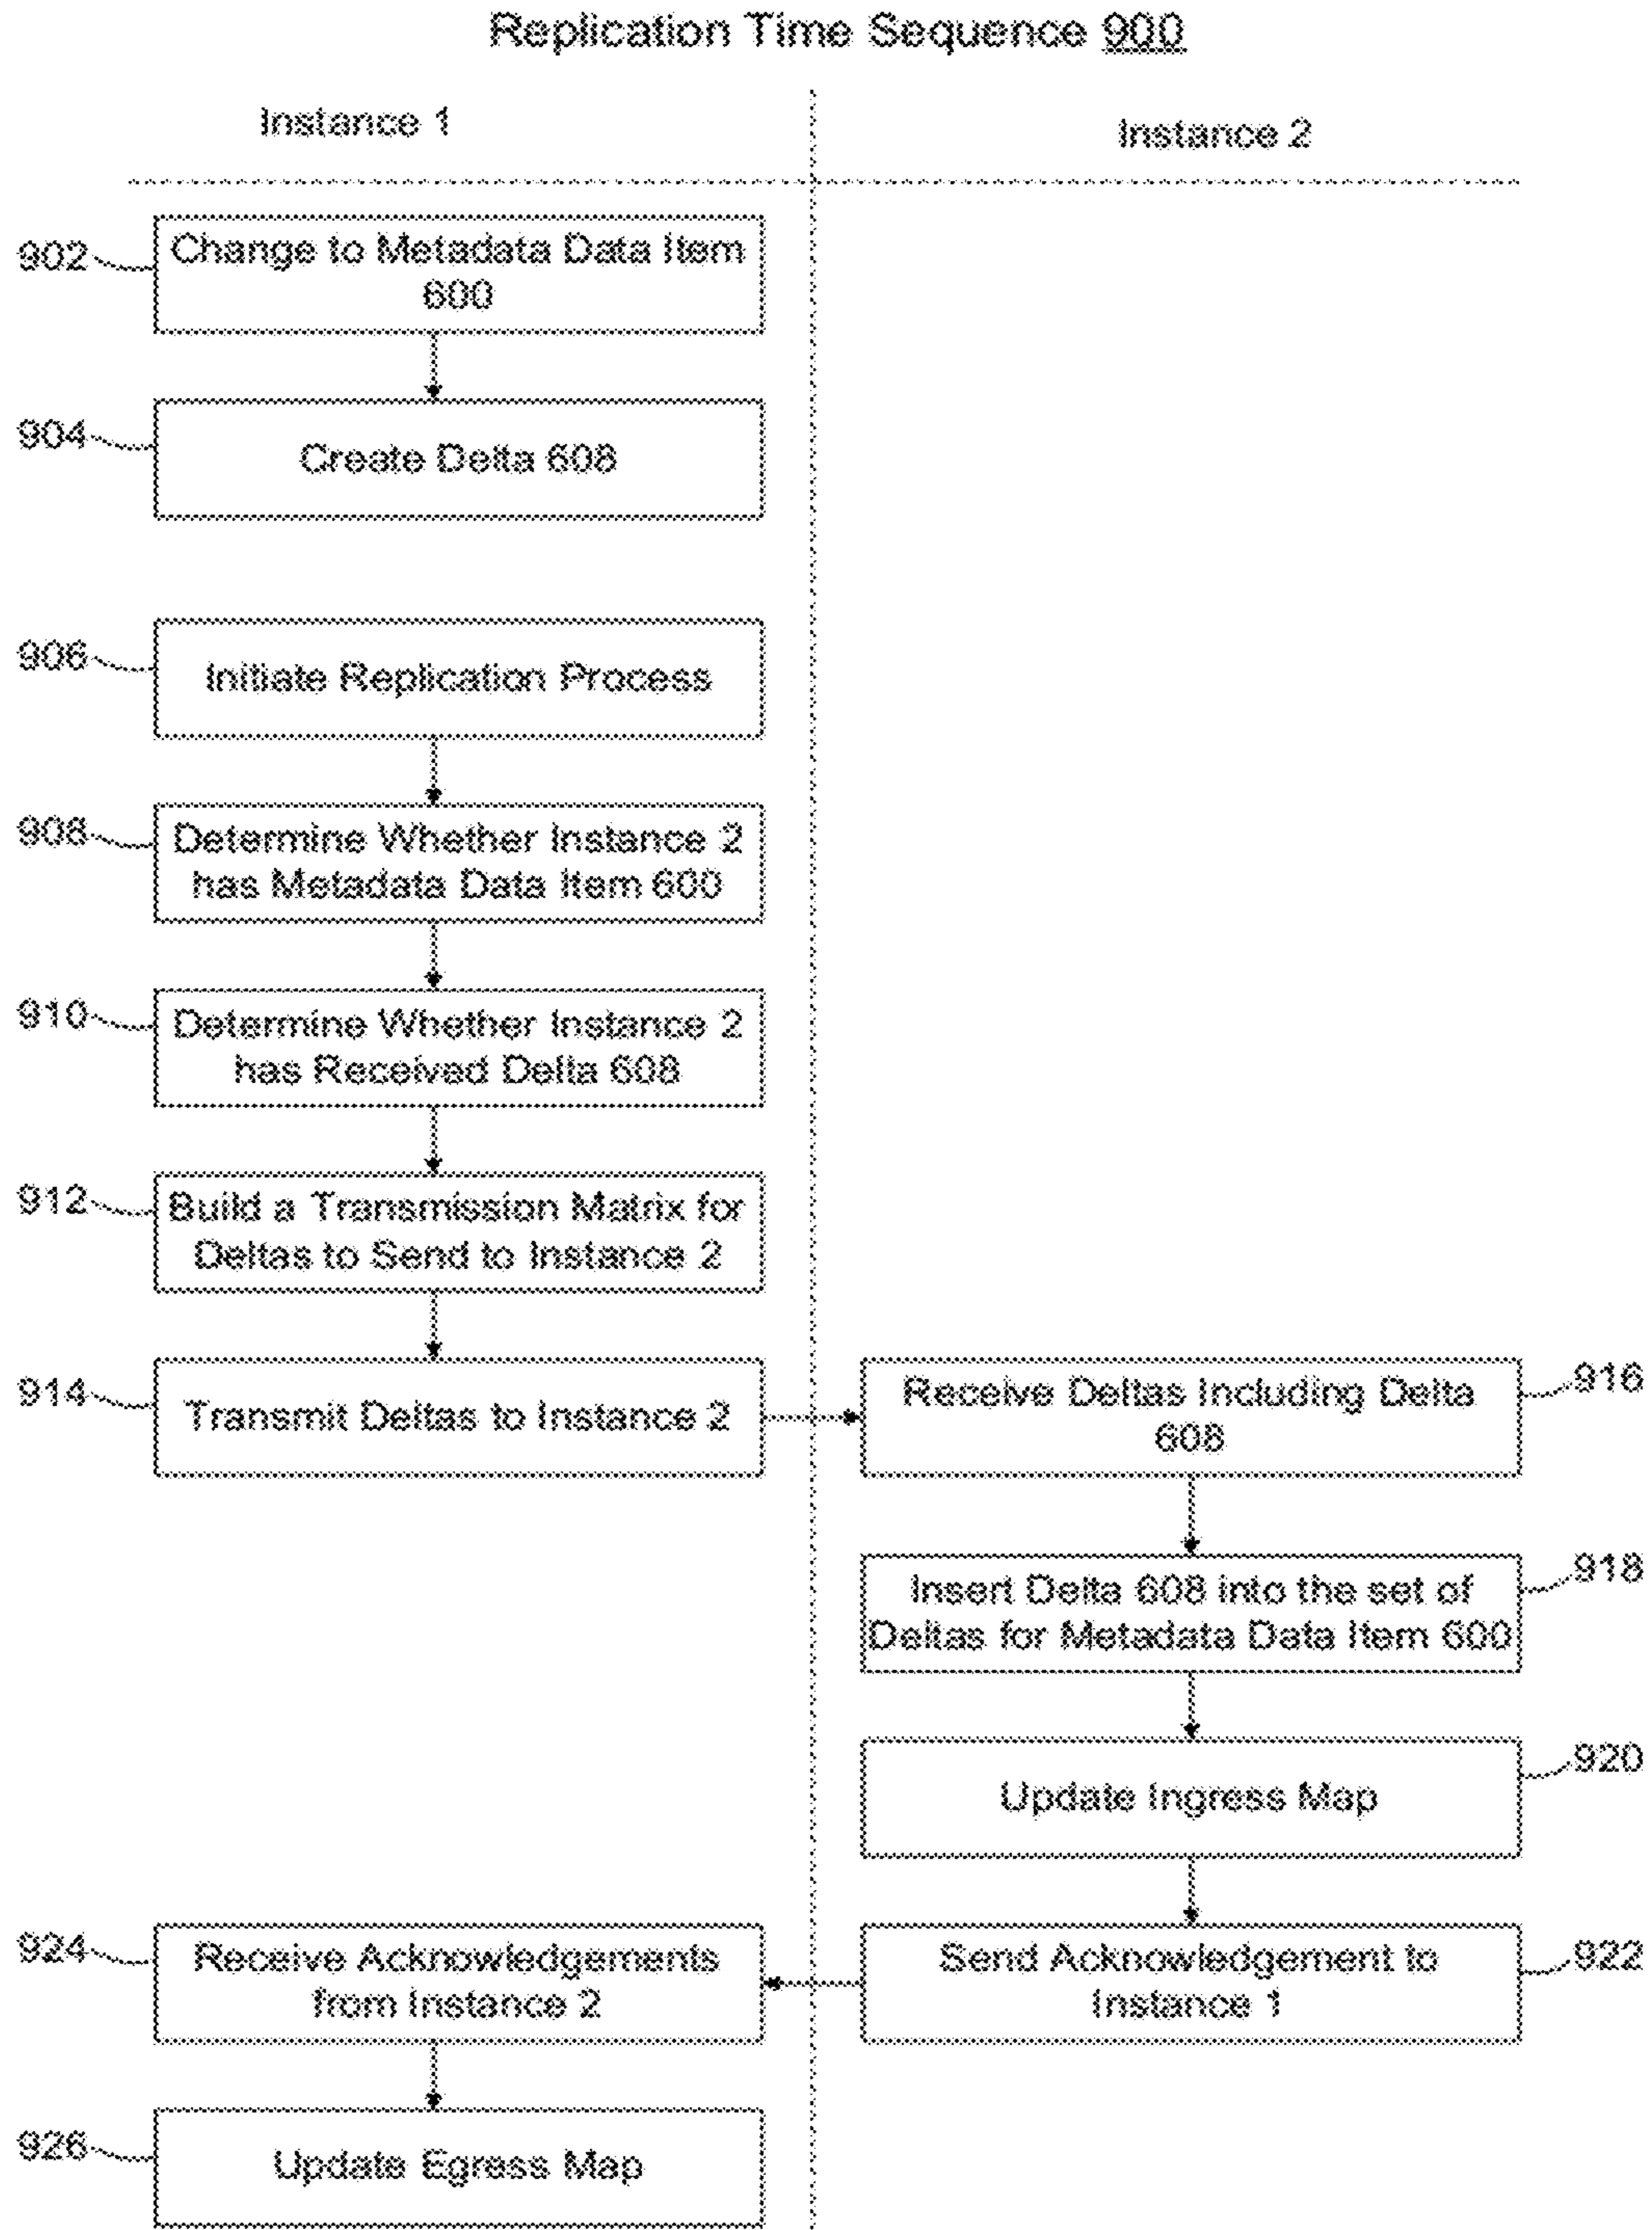 Replication Time Sequence 900
Instance 1
Instance 2
902
Change to Metadata Data Item
600
904
Create Delta 608
906
Initiate Replication Process
908
Determine Whether Instance 2
has Metadata Data Item 600
910
Determine Whether Instance 2
has Received Delta 608
912
Build a Transmission Matrix for
Deltas to Send to Instance 2
914
Transmit Deltas to Instance 2
916
Receive Deltas Including Delta
608
918
Insert Delta 608 into the set of
Deltas for Metadata Data Item 600
920
Update Ingress Map
922
Send Acknowledgement to
Instance 1
924
Receive Acknowledgements
from Instance 2
926
Update Egress Map